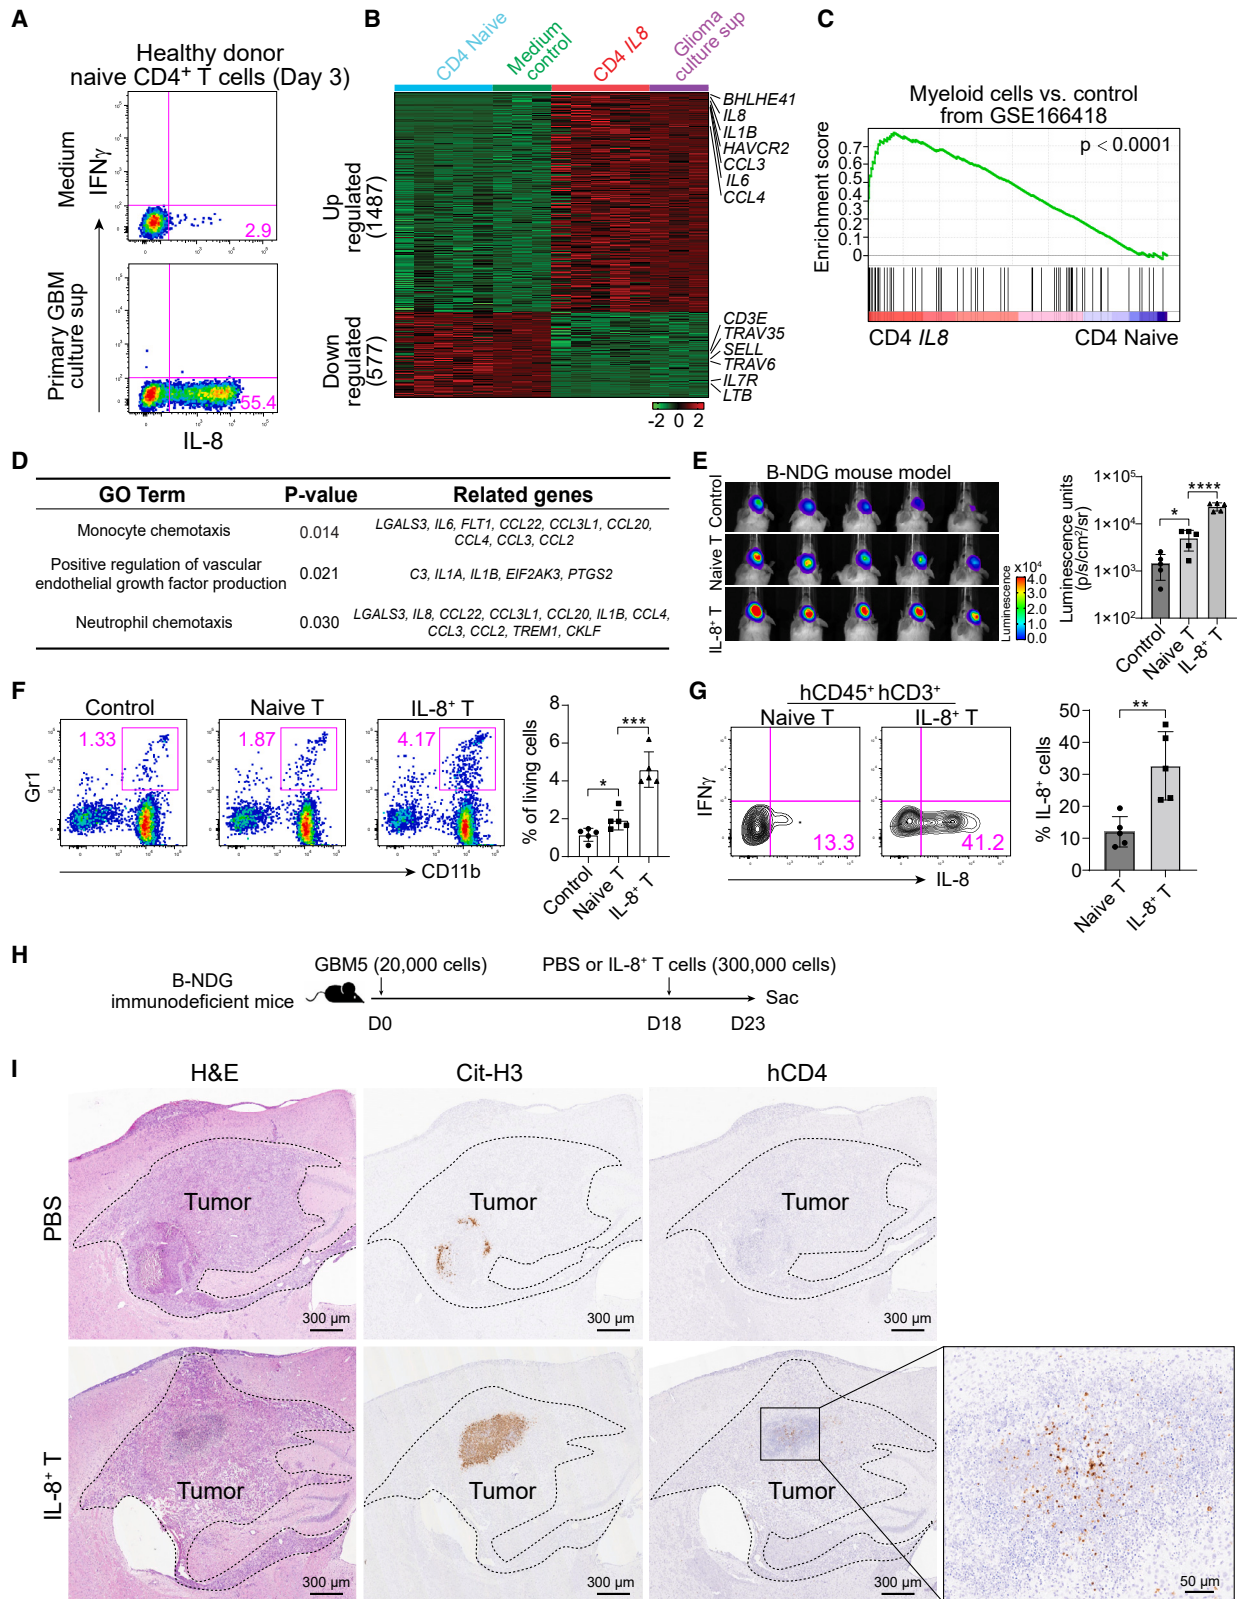 A
Healthy donor
naive CD4⁺ T cells (Day 3)
Medium
IFNγ
2.9
Primary GBM
culture sup
55.4
IL-8
B
CD4 Naive
Medium
control
CD4 IL8
Glioma
culture sup
Up
regulated
(1487)
Down
regulated
(577)
BHLHE41
IL8
IL1B
HAVCR2
CCL3
IL6
CCL4
CD3E
TRAV35
SELL
TRAV6
IL7R
LTB
-2 0 2
C
Myeloid cells vs. control
from GSE166418
p < 0.0001
Enrichment score
0.7
0.6
0.5
0.4
0.3
0.2
0.1
0
CD4 IL8 CD4 Naive
D
GO Term P-value Related genes
Monocyte chemotaxis 0.014 LGALS3, IL6, FLT1, CCL22, CCL3L1, CCL20,
CCL4, CCL3, CCL2
Positive regulation of vascular
endothelial growth factor production 0.021 C3, IL1A, IL1B, EIF2AK3, PTGS2
Neutrophil chemotaxis 0.030 LGALS3, IL8, CCL22, CCL3L1, CCL20, IL1B, CCL4,
CCL3, CCL2, TREM1, CKLF
E
B-NDG mouse model
Control
Naive T
IL-8⁺ T
Luminescence
x10⁴
4.0
3.0
2.0
1.0
0.0
Luminescence units
(p/s/cm²/sr)
1×10⁵
1×10⁴
1×10³
1×10²
* ****
Control
Naive T
IL-8⁺ T
F
Control Naive T IL-8⁺ T
1.33 1.87 4.17
Gr1
CD11b
% of living cells
8
6
4
2
0
* ***
Control
Naive T
IL-8⁺ T
G
hCD45⁺ hCD3⁺
Naive T IL-8⁺ T
IFNγ
13.3 41.2
IL-8
% IL-8⁺ cells
50
40
30
20
10
0
**
Naive T
IL-8⁺ T
H
B-NDG
immunodeficient mice
GBM5 (20,000 cells) PBS or IL-8⁺ T cells (300,000 cells)
Sac
D0 D18 D23
I
H&E Cit-H3 hCD4
PBS
Tumor Tumor Tumor
300 µm 300 µm 300 µm
IL-8⁺ T
Tumor Tumor Tumor
300 µm 300 µm 300 µm 50 µm